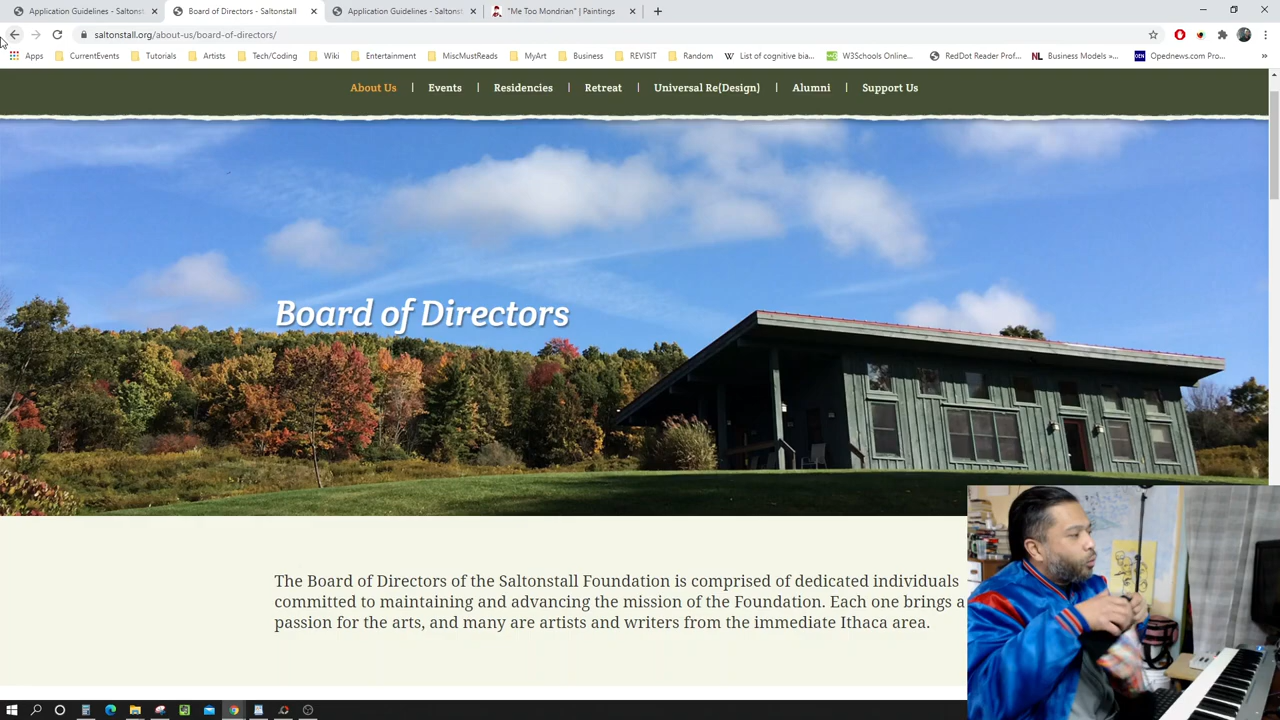 Application Guidelines - Saltonst
Board of Directors - Saltonstall
Application Guidelines - Saltonst
"Me Too Mondrian" | Paintings
saltonstall.org/about-us/board-of-directors/
Apps
CurrentEvents
Tutorials
Artists
Tech/Coding
Wiki
Entertainment
MiscMustReads
MyArt
Business
REVISIT
Random
List of cognitive bia...
W3Schools Online...
RedDot Reader Prof...
Business Models »...
Opednews.com Pro...
About Us | Events | Residencies | Retreat | Universal Re(Design) | Alumni | Support Us
Board of Directors
The Board of Directors of the Saltonstall Foundation is comprised of dedicated individuals
committed to maintaining and advancing the mission of the Foundation. Each one brings a
passion for the arts, and many are artists and writers from the immediate Ithaca area.